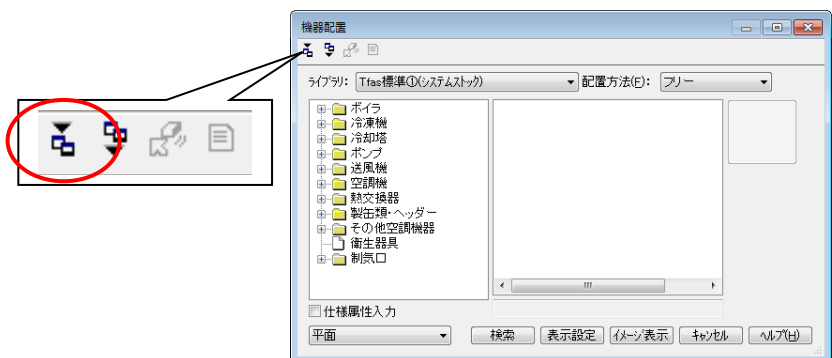 機器配置
ライブラリ: Tfas標準①(システムストック) 配置方法(F): フリー
ボイラ
冷凍機
冷却塔
ポンプ
送風機
空調機
熱交換器
製缶類・ヘッダー
その他空調機器
衛生器具
制気口
仕様属性入力
平面 検索 表示設定 イメージ表示 キャンセル ヘルプ(H)